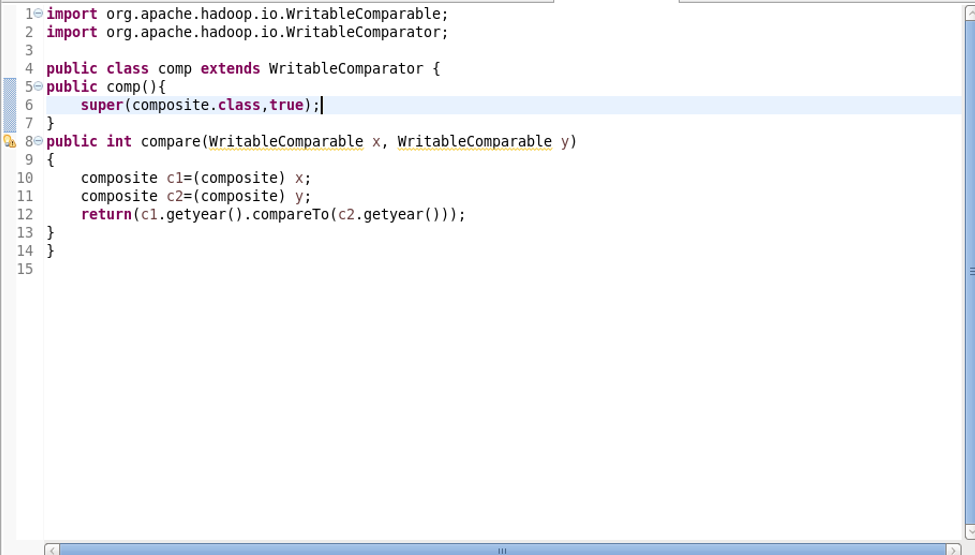 1 import org.apache.hadoop.io.WritableComparable;
2 import org.apache.hadoop.io.WritableComparator;
3
4 public class comp extends WritableComparator {
5 public comp(){
6     super(composite.class,true);
7 }
8 public int compare(WritableComparable x, WritableComparable y)
9 {
10     composite c1=(composite) x;
11     composite c2=(composite) y;
12     return(c1.getyear().compareTo(c2.getyear()));
13 }
14 }
15